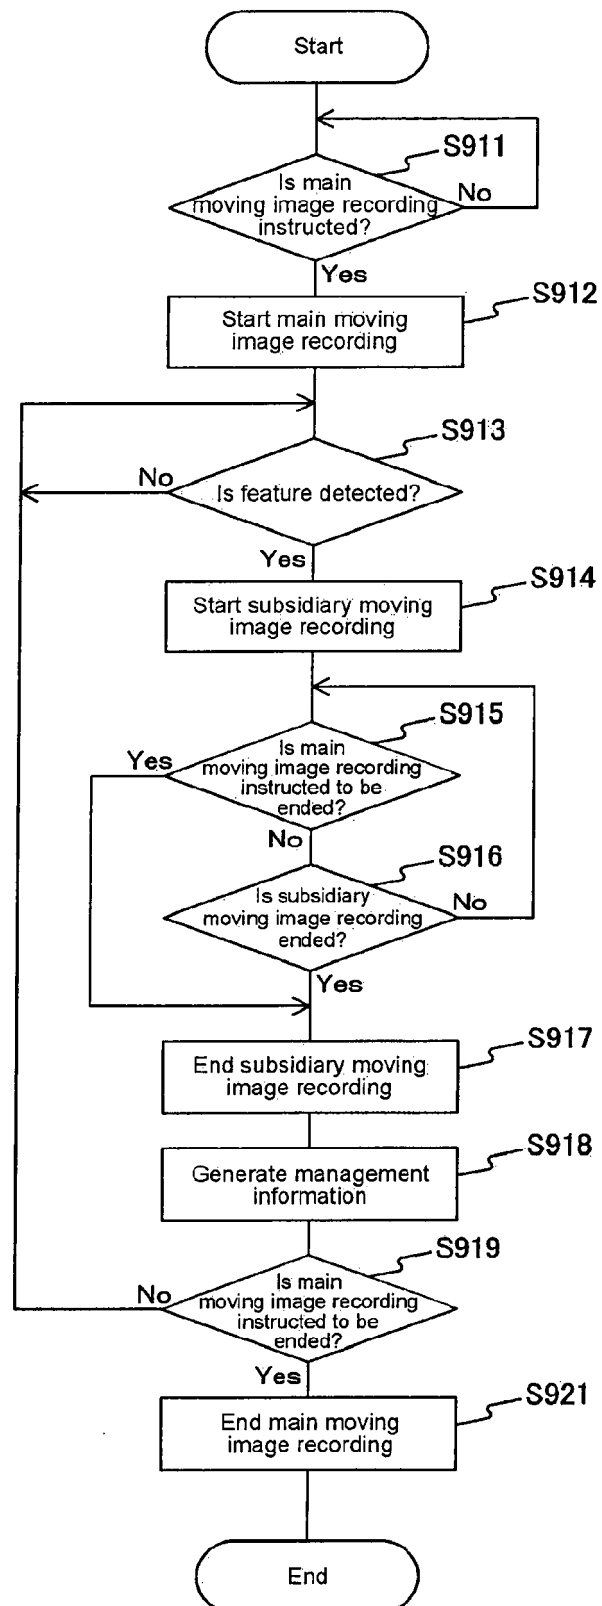 Start
S911
Is main
moving image recording
instructed?
No
Yes
S912
Start main moving
image recording
S913
No
Is feature detected?
Yes
S914
Start subsidiary moving
image recording
S915
Yes
Is main
moving image recording
instructed to be
ended?
No
S916
Is subsidiary
moving image recording
ended?
No
Yes
S917
End subsidiary moving
image recording
S918
Generate management
information
S919
No
Is main
moving image recording
instructed to be
ended?
Yes
S921
End main moving
image recording
End